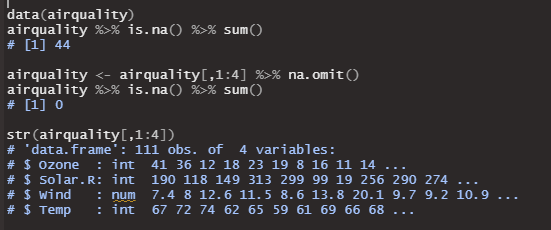 data(airquality)
airquality %>% is.na() %>% sum()
# [1] 44
airquality <- airquality[,1:4] %>% na.omit()
airquality %>% is.na() %>% sum()
# [1] 0
str(airquality[,1:4])
# 'data.frame': 111 obs. of  4 variables:
# $ Ozone  : int  41 36 12 18 23 19 8 16 11 14 ...
# $ Solar.R: int  190 118 149 313 299 99 19 256 290 274 ...
# $ Wind   : num  7.4 8 12.6 11.5 8.6 13.8 20.1 9.7 9.2 10.9 ...
# $ Temp   : int  67 72 74 62 65 59 61 69 66 68 ...